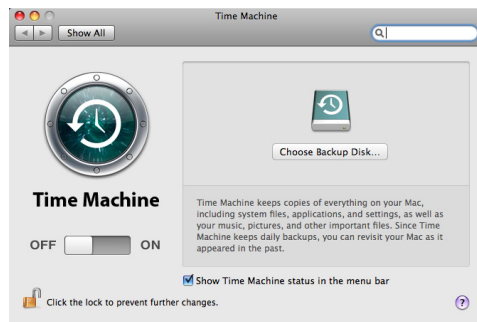 Time Machine
Show All
Choose Backup Disk...
Time Machine
Time Machine keeps copies of everything on your Mac,
including system files, applications, and settings, as well as
your music, pictures, and other important files. Since Time
Machine keeps daily backups, you can revisit your Mac as it
appeared in the past.
OFF ON
Show Time Machine status in the menu bar
Click the lock to prevent further changes.
?